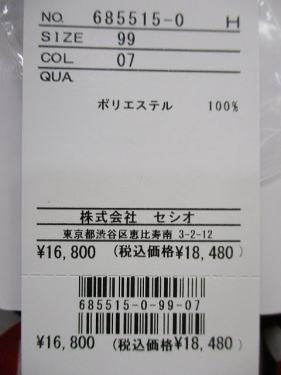 NO. 685515-0 H
SIZE 99
COL 07
QUA
ポリエステル 100%
株式会社 セシオ
東京都渋谷区恵比寿南 3-2-12
¥16,800 (税込価格¥18,480)
685515-0-99-07
¥16,800 (税込価格¥18,480)